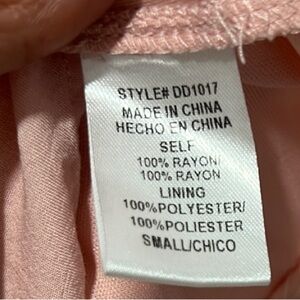 STYLE# DD1017
MADE IN CHINA
HECHO EN CHINA
SELF
100% RAYON/
100% RAYON
LINING
100%POLYESTER/
100%POLIESTER
SMALL/CHICO